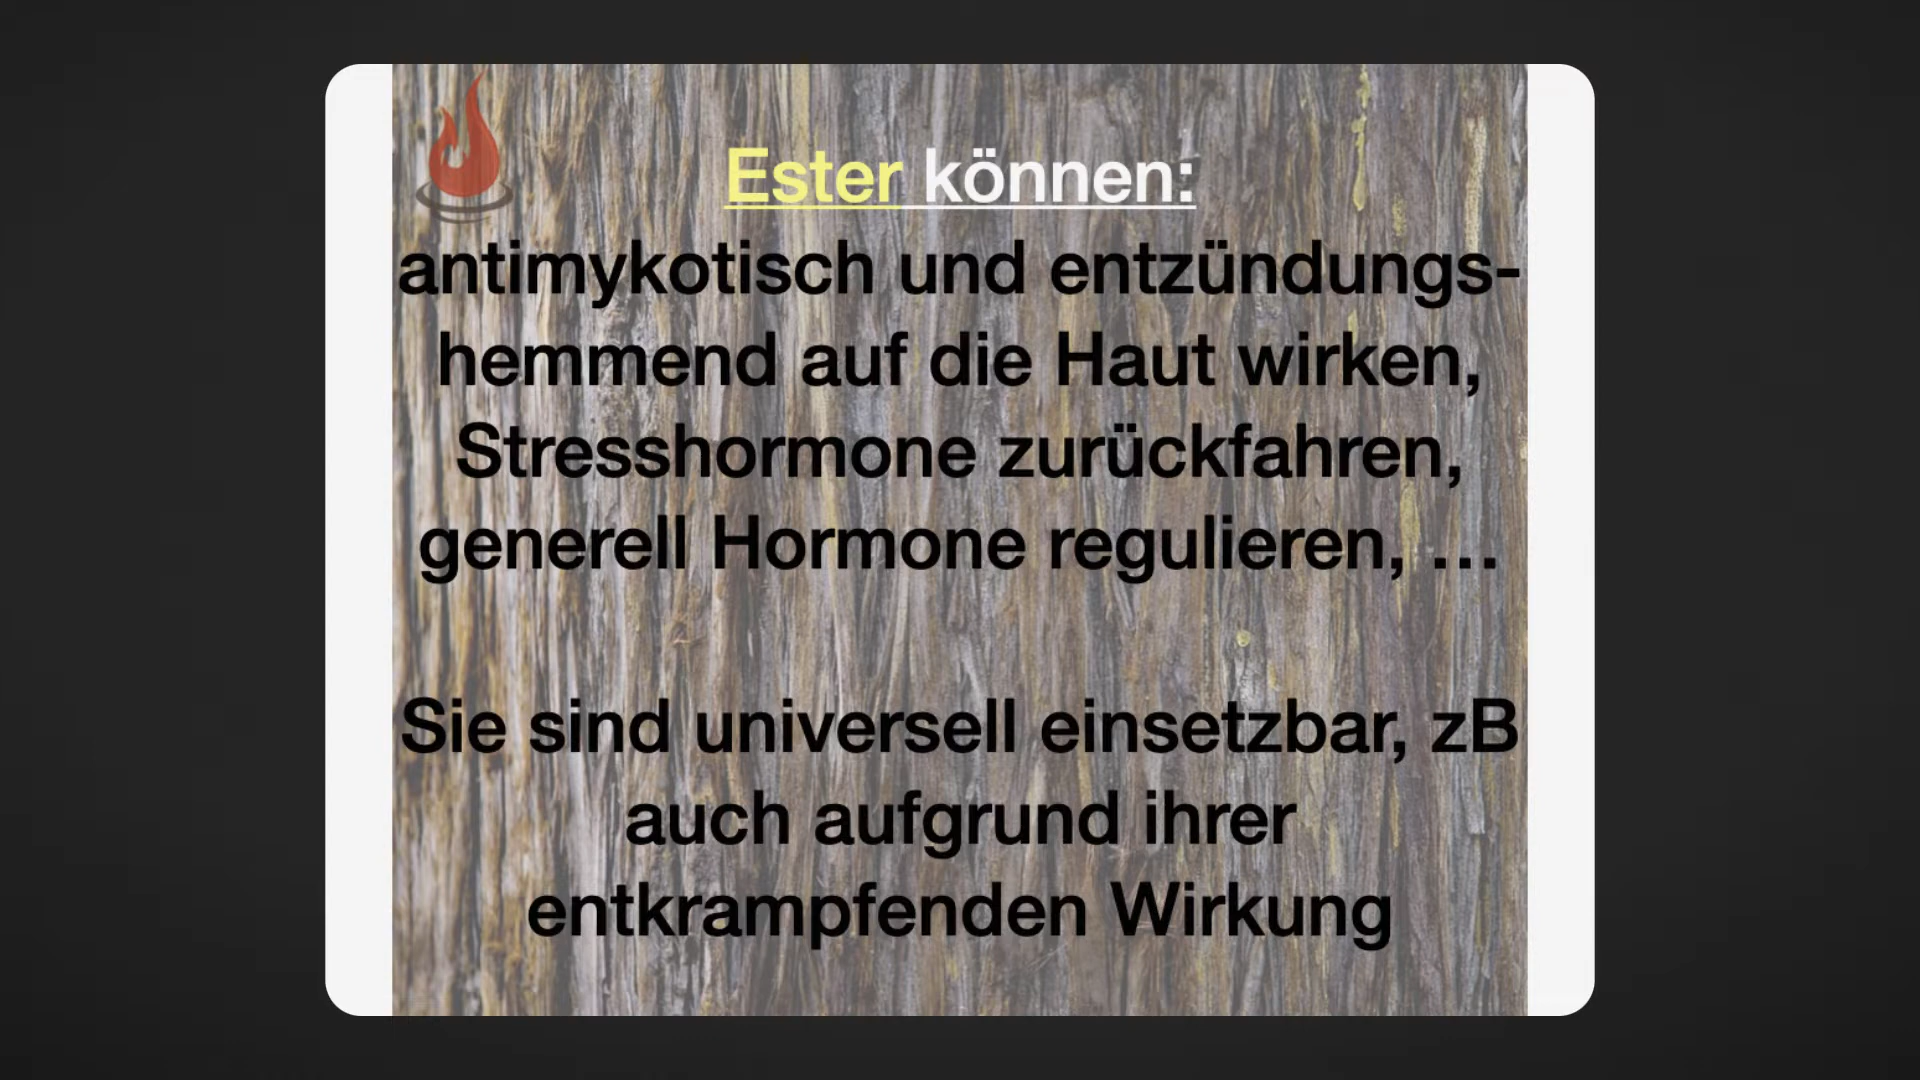 Ester können:
antimykotisch und entzündungs-
hemmend auf die Haut wirken,
Stresshormone zurückfahren,
generell Hormone regulieren, …
Sie sind universell einsetzbar, zB
auch aufgrund ihrer
entkrampfenden Wirkung